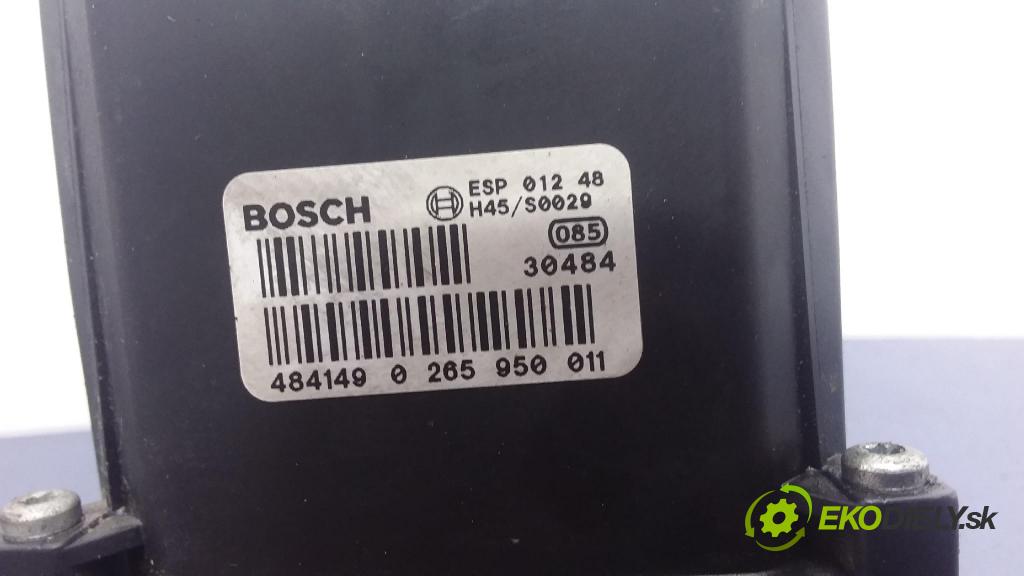 BOSCH
ESP 012 48
H45/S0029
085
30484
484149 0 265 950 011
EKODIELY.sk